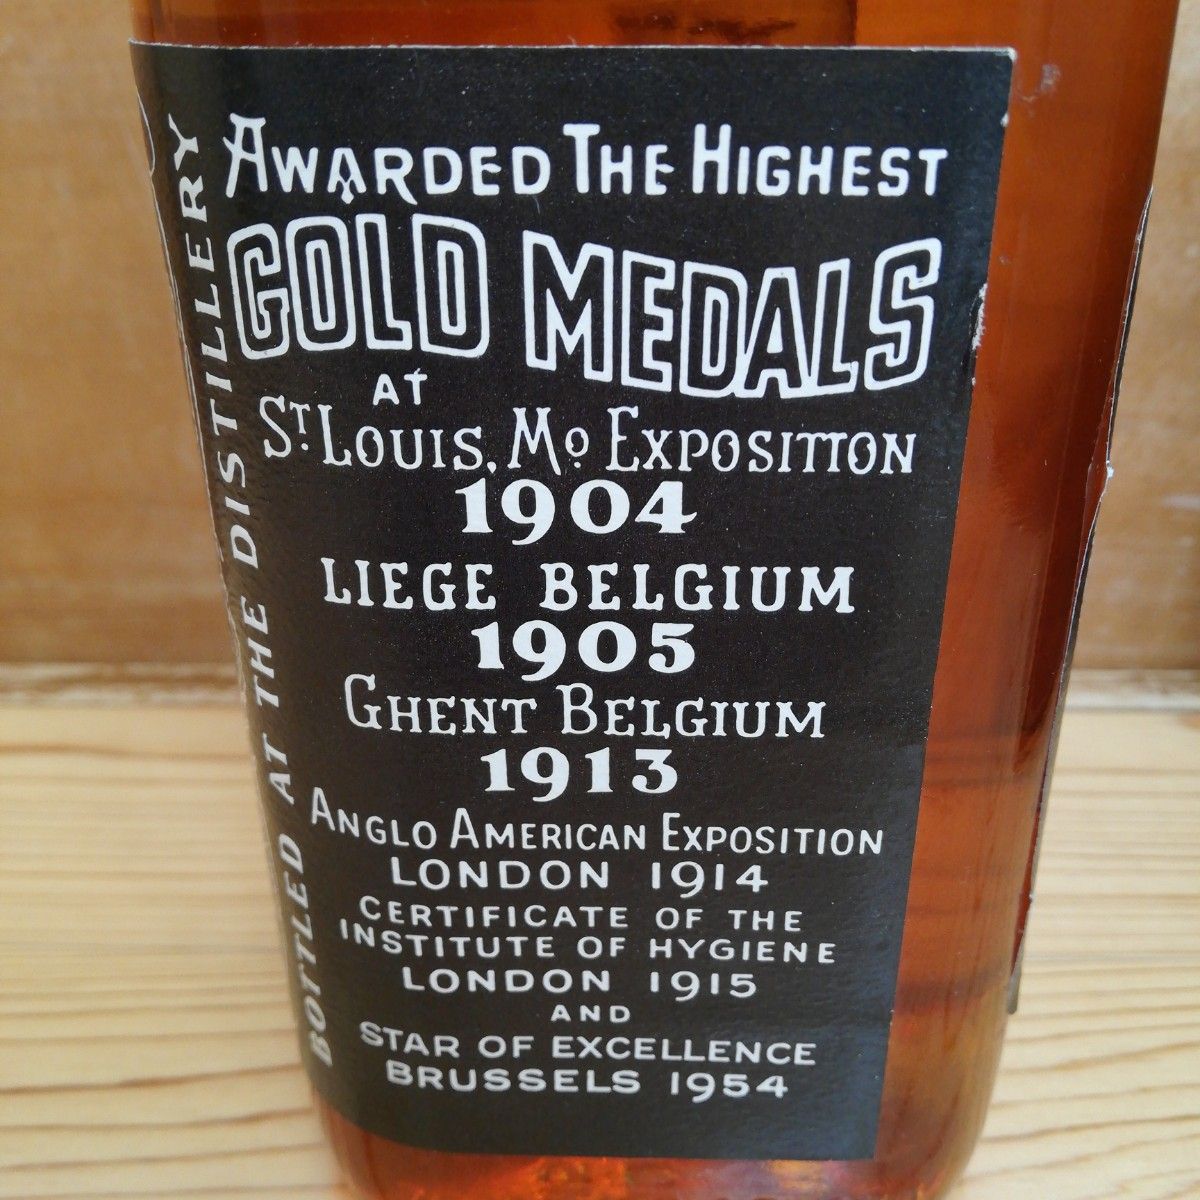 AWARDED THE HIGHEST
GOLD MEDALS
AT
ST. LOUIS, MO EXPOSITION
1904
LIEGE BELGIUM
1905
GHENT BELGIUM
1913
ANGLO AMERICAN EXPOSITION
LONDON 1914
CERTIFICATE OF THE
INSTITUTE OF HYGIENE
LONDON 1915
AND
STAR OF EXCELLENCE
BRUSSELS 1954
BOTTLED AT THE DISTILLERY